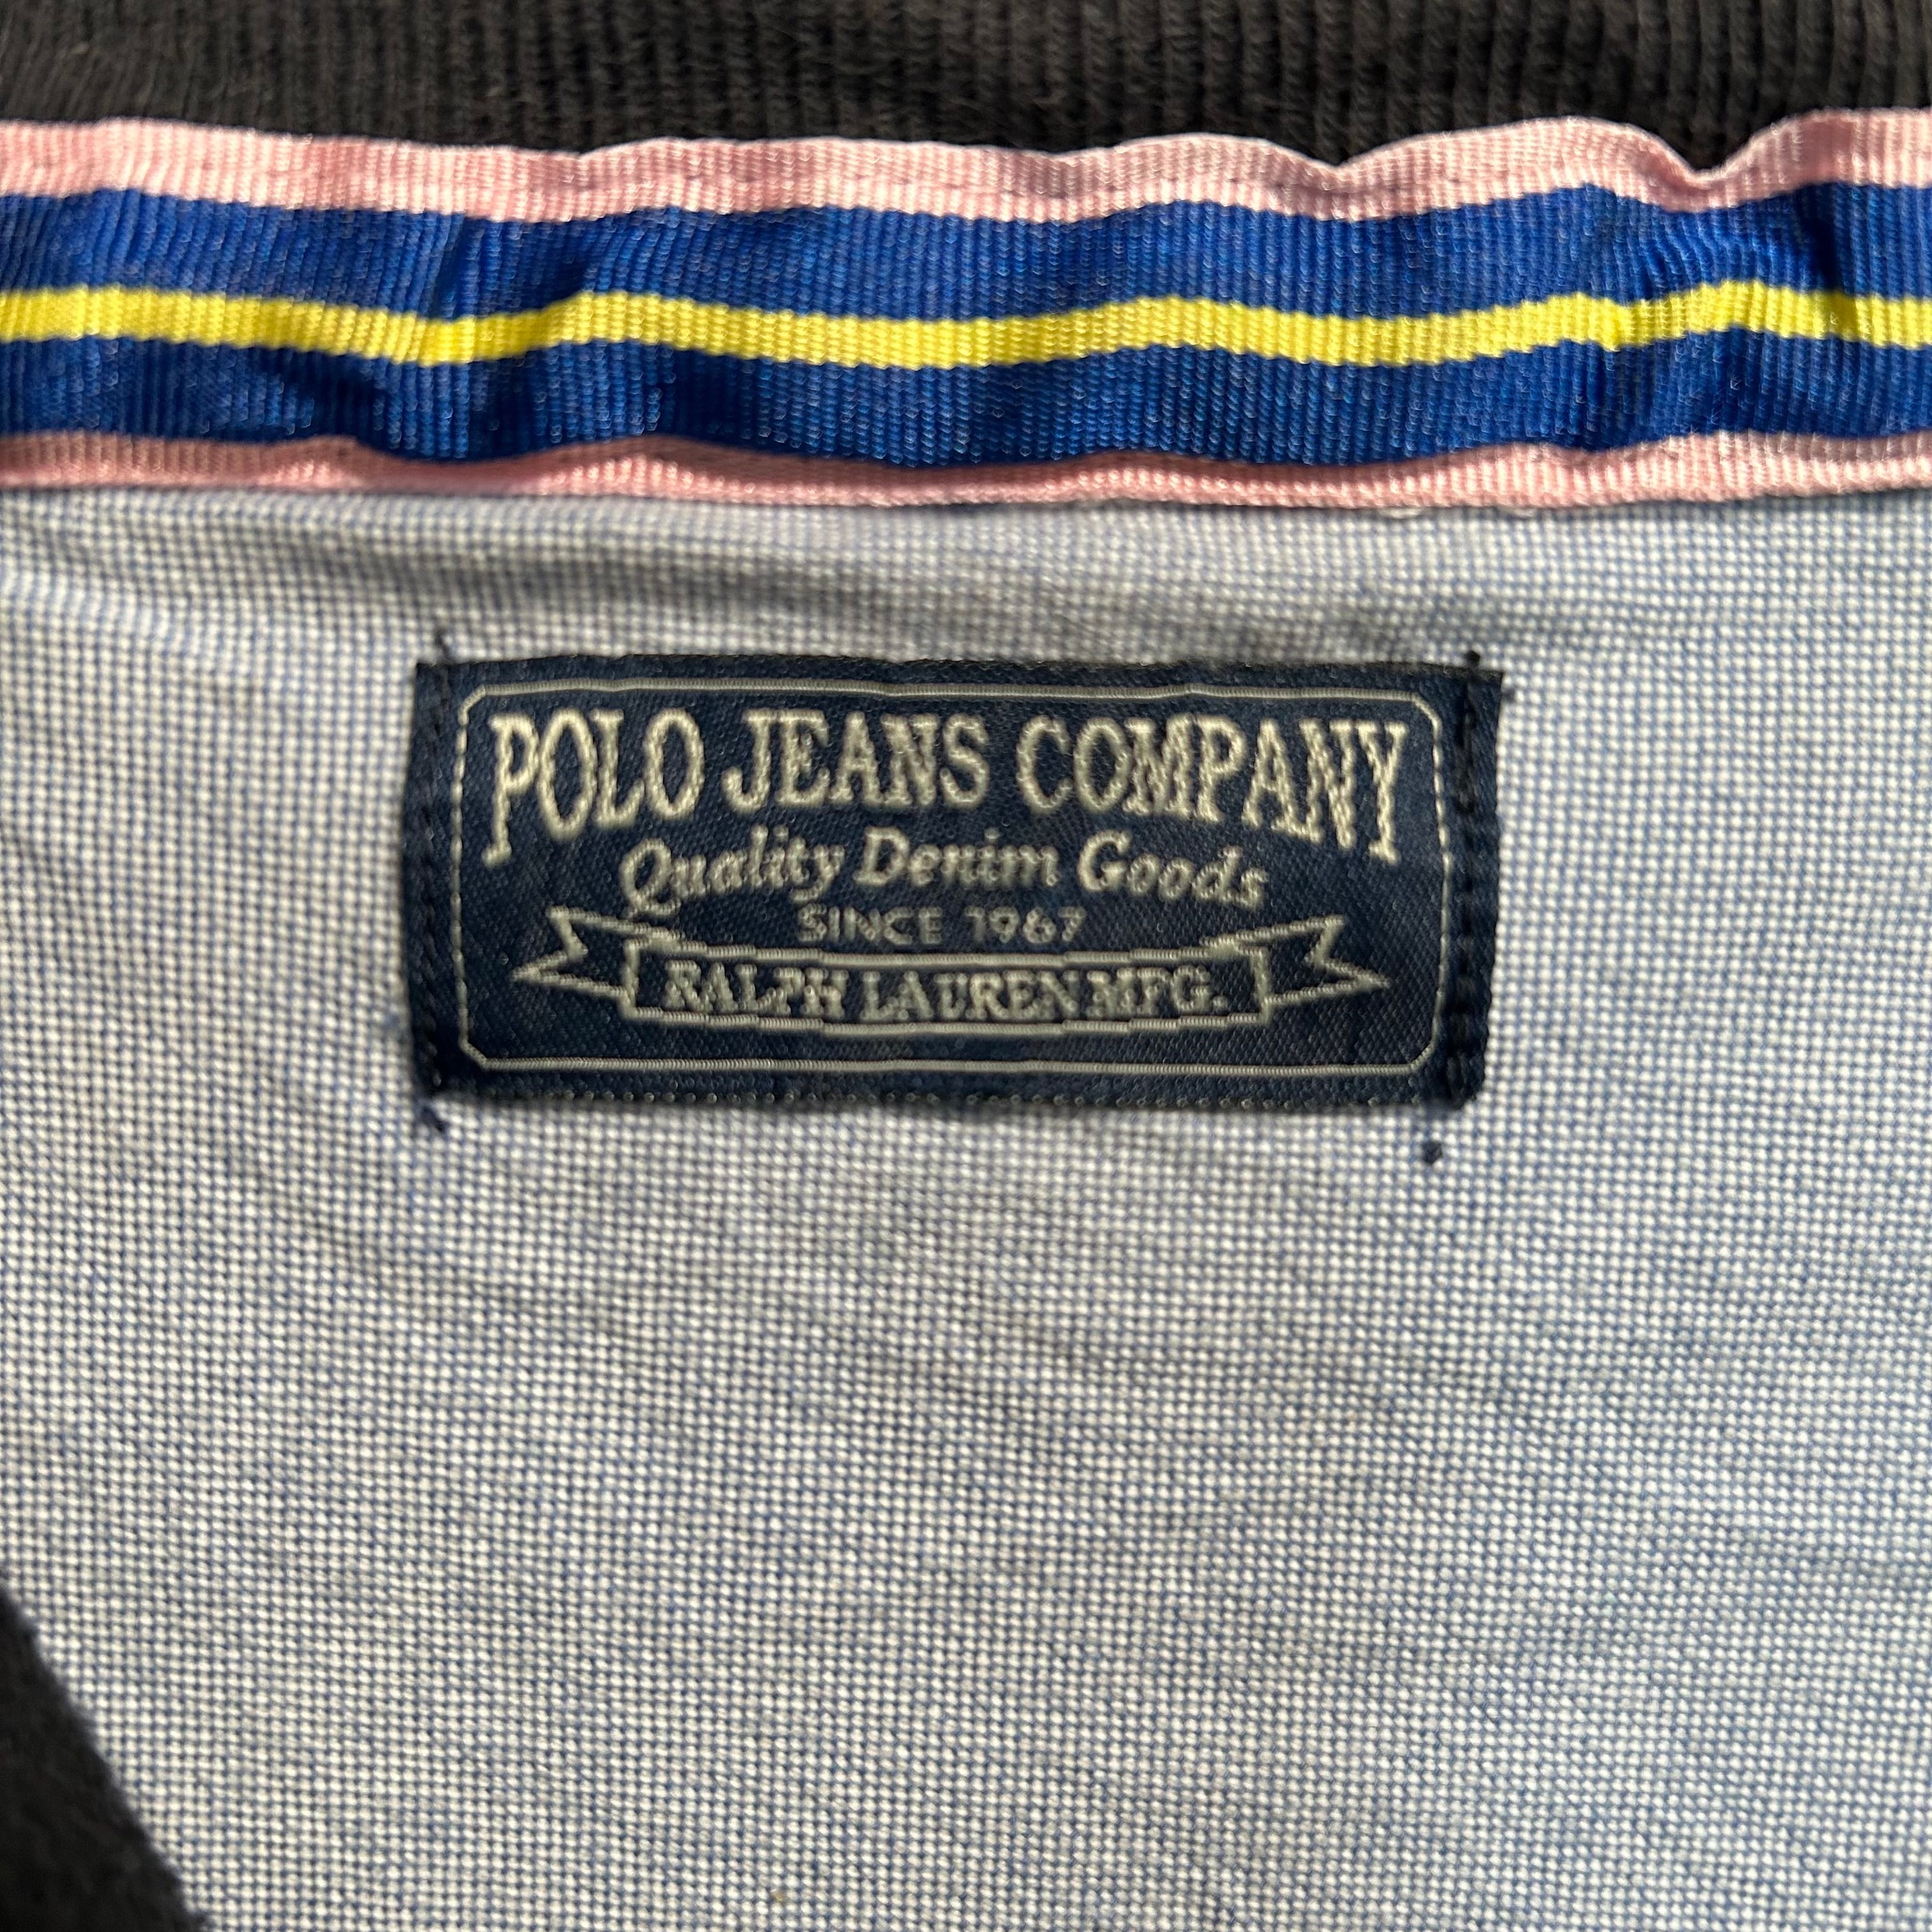 POLO JEANS COMPANY
Quality Denim Goods
SINCE 1967
RALPH LAUREN MFG.